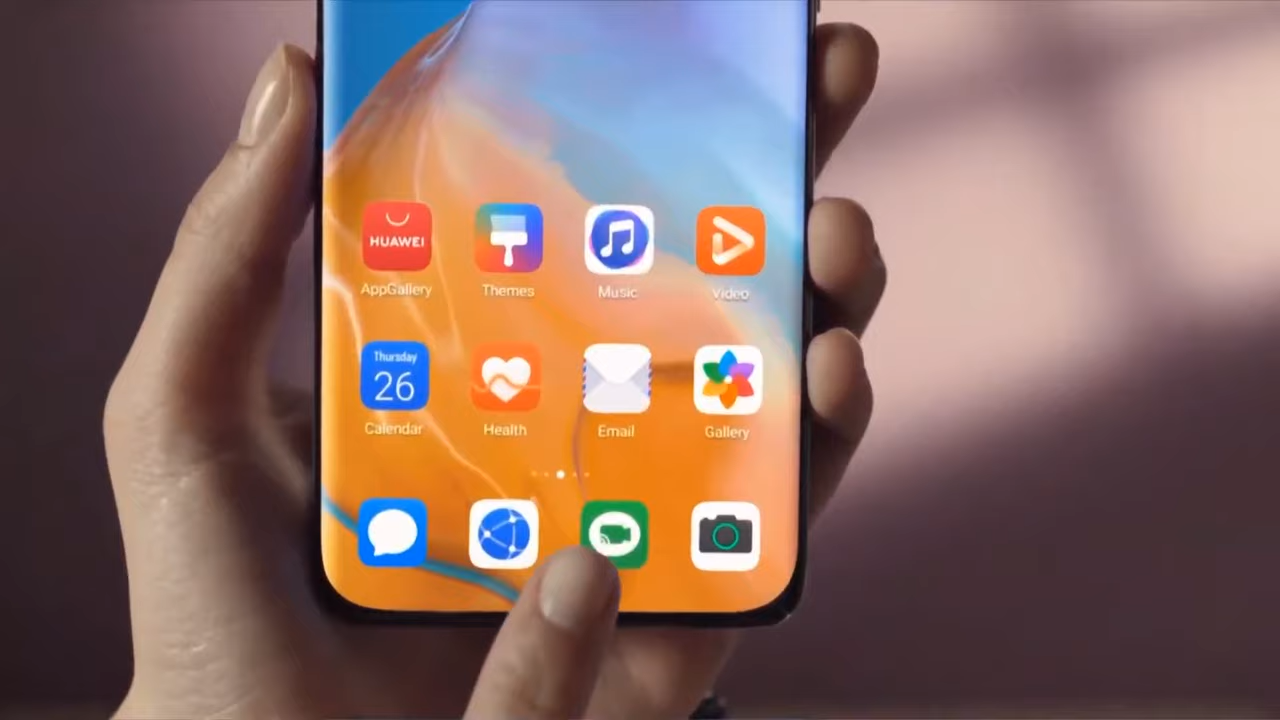 HUAWEI
AppGallery
Themes
Music
Video
Thursday
26
Calendar
Health
Email
Gallery